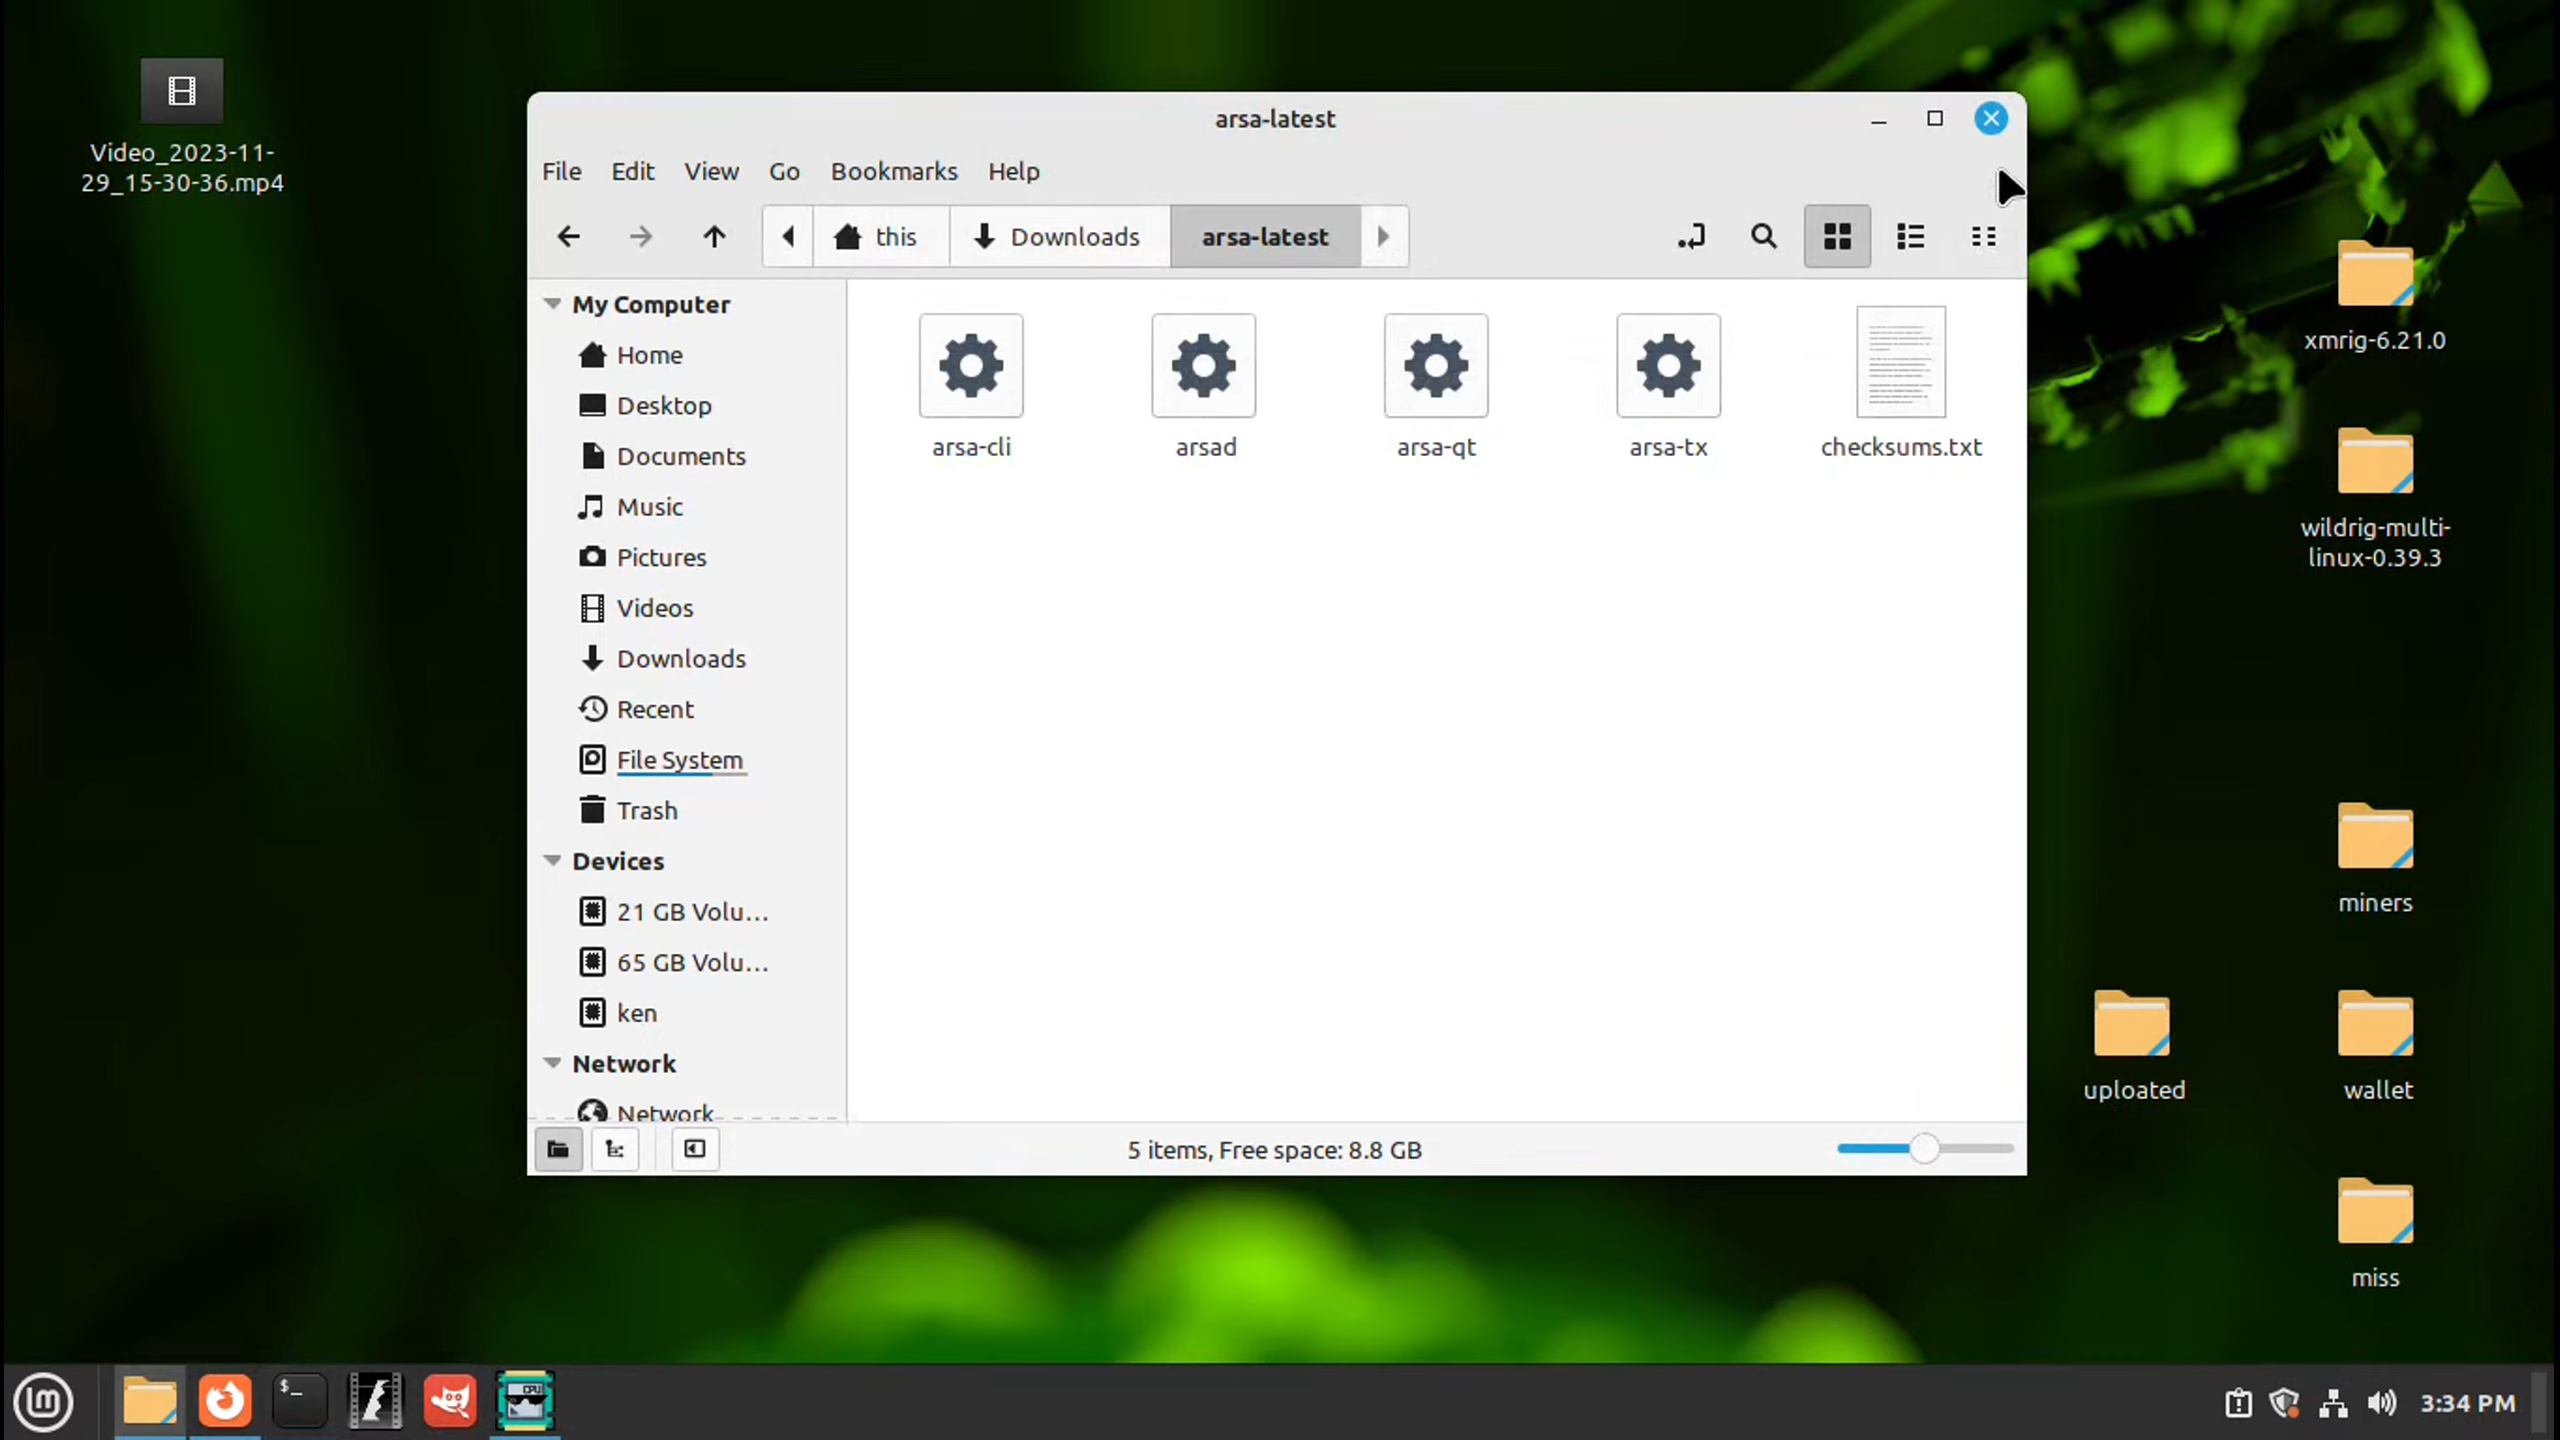 Video_2023-11-
29_15-30-36.mp4
arsa-latest
File Edit View Go Bookmarks Help
this Downloads arsa-latest
My Computer
Home
Desktop
Documents
Music
Pictures
Videos
Downloads
Recent
File System
Trash
Devices
21 GB Volu...
65 GB Volu...
ken
Network
Network
arsa-cli arsad arsa-qt arsa-tx checksums.txt
5 items, Free space: 8.8 GB
xmrig-6.21.0
wildrig-multi-
linux-0.39.3
miners
uploaded wallet
miss
lm
$_
CPU
3:34 PM